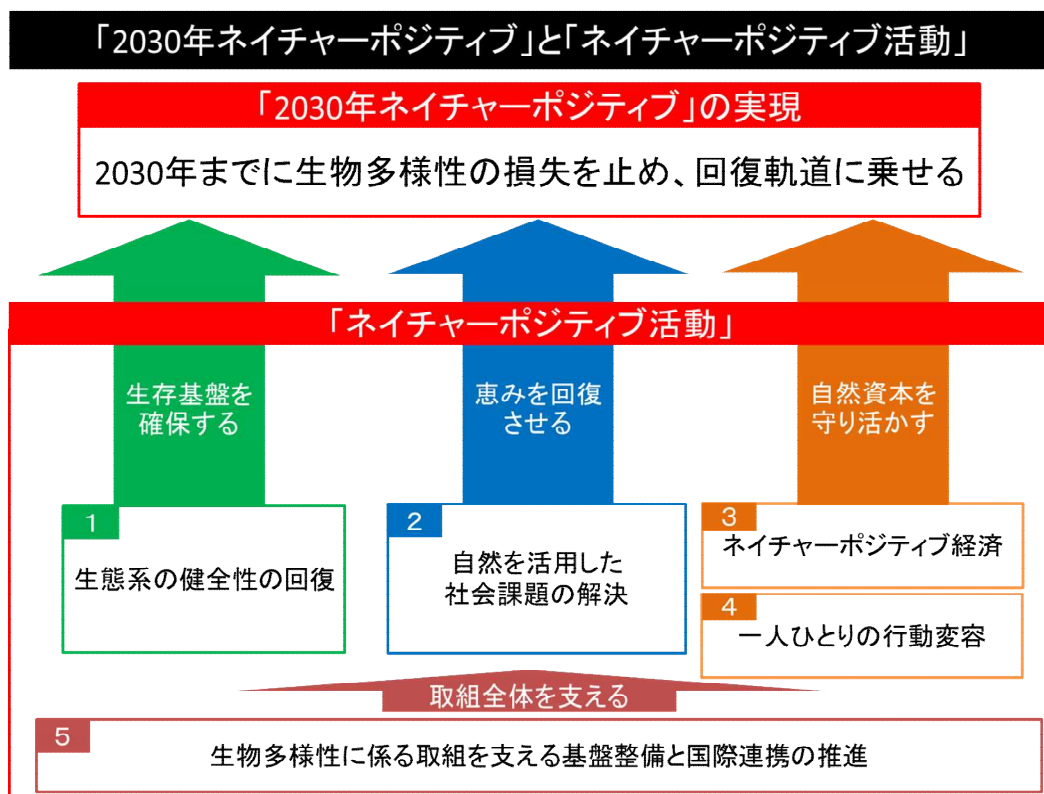 「2030年ネイチャーポジティブ」と「ネイチャーポジティブ活動」
「2030年ネイチャーポジティブ」の実現
2030年までに生物多様性の損失を止め、回復軌道に乗せる
「ネイチャーポジティブ活動」
生存基盤を
確保する
恵みを回復
させる
自然資本を
守り活かす
1
生態系の健全性の回復
2
自然を活用した
社会課題の解決
3
ネイチャーポジティブ経済
4
一人ひとりの行動変容
取組全体を支える
5
生物多様性に係る取組を支える基盤整備と国際連携の推進